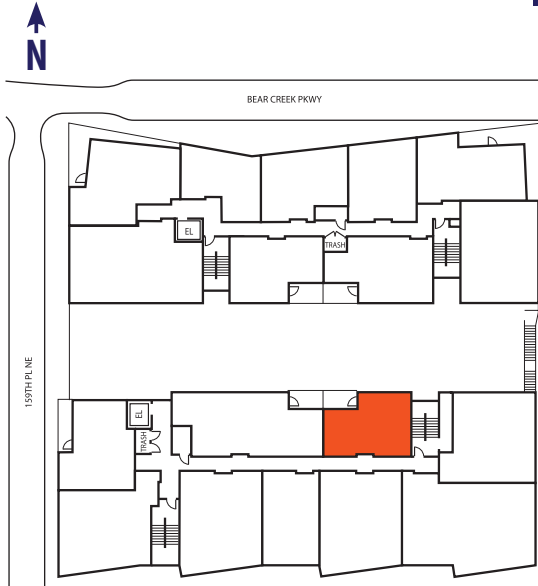 N
BEAR CREEK PKWY
EL
TRASH
159TH PL NE
EL
TRASH